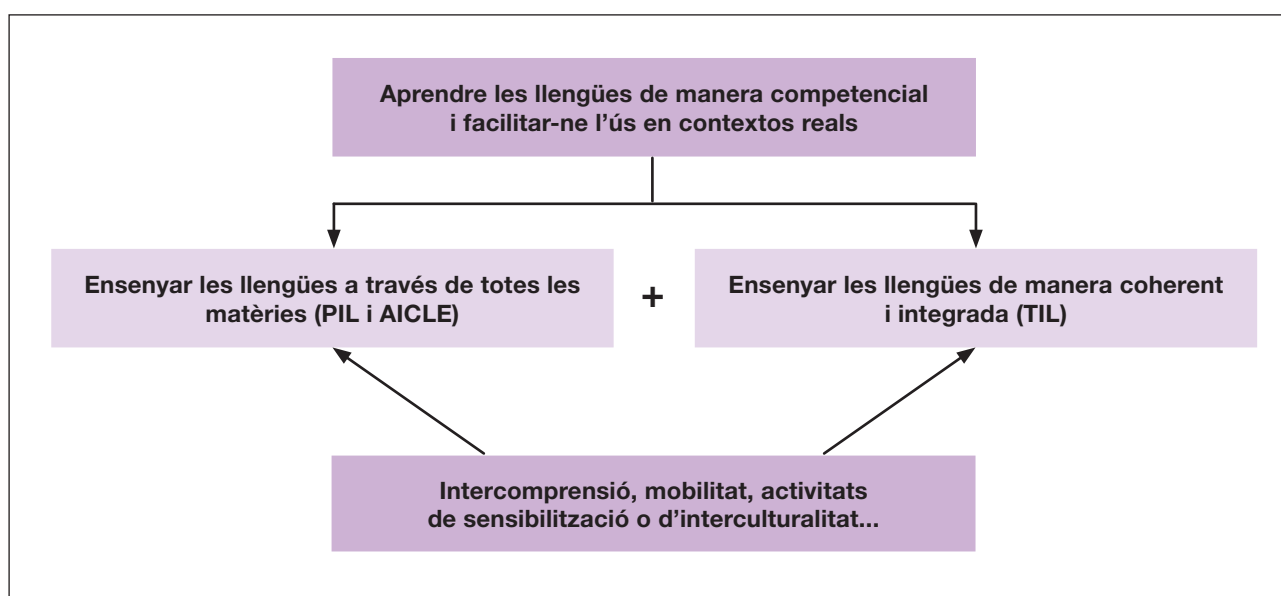 Aprendre les llengües de manera competencial
i facilitar-ne l’ús en contextos reals
Ensenyar les llengües a través de totes les
matèries (PIL i AICLE)
+
Ensenyar les llengües de manera coherent
i integrada (TIL)
Intercomprensió, mobilitat, activitats
de sensibilització o d’interculturalitat...